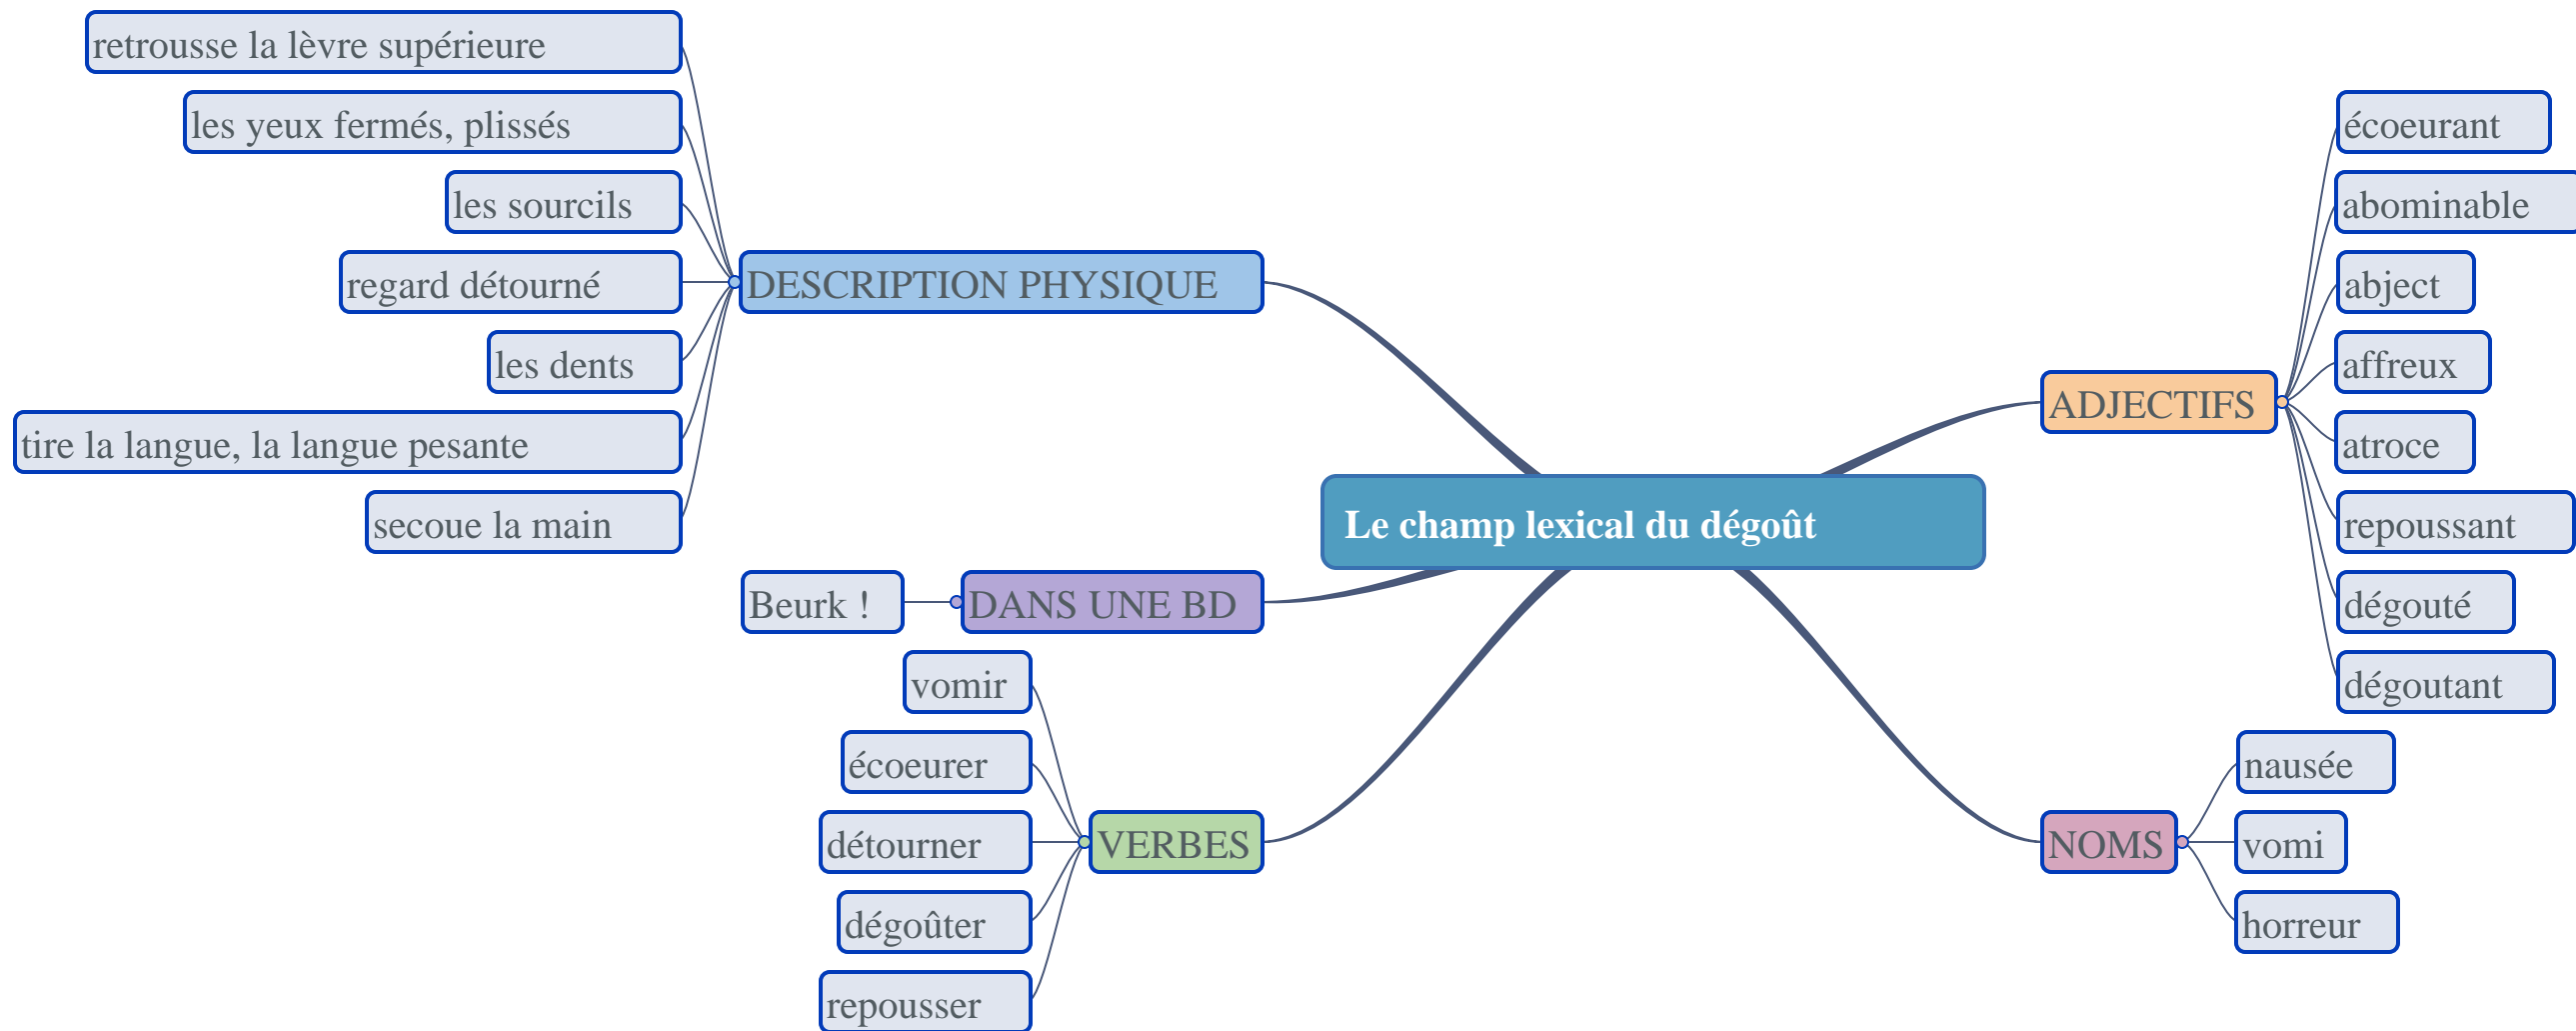 Le champ lexical du dégoût
DESCRIPTION PHYSIQUE
retrousse la lèvre supérieure
les yeux fermés, plissés
les sourcils
regard détourné
les dents
tire la langue, la langue pesante
secoue la main
DANS UNE BD
Beurk !
VERBES
vomir
écoeurer
détourner
dégoûter
repousser
ADJECTIFS
écoeurant
abominable
abject
affreux
atroce
repoussant
dégouté
dégoutant
NOMS
nausée
vomi
horreur